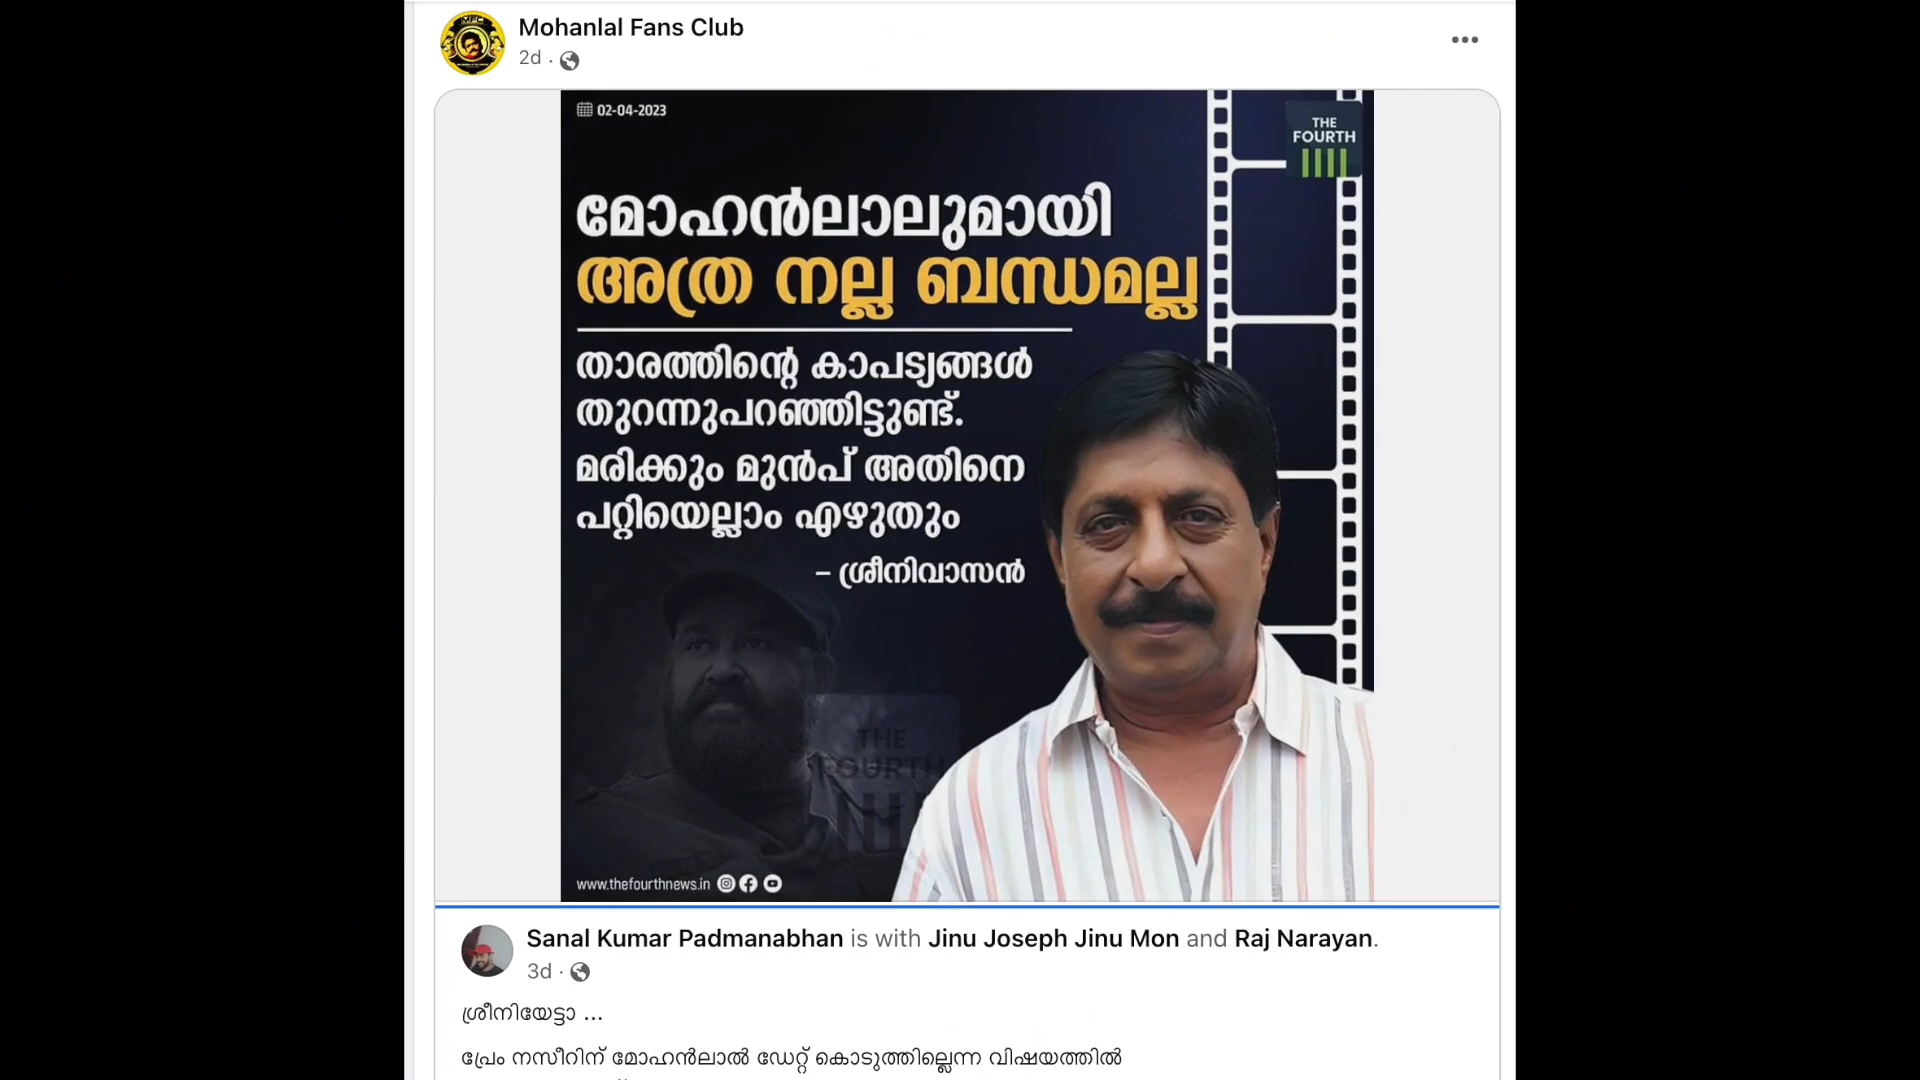 Mohanlal Fans Club
2d ·
02-04-2023
THE
FOURTH
മോഹൻലാലുമായി
അത്ര നല്ല ബന്ധമല്ല
താരത്തിന്റെ കാപട്യങ്ങൾ
തുറന്നുപറഞ്ഞിട്ടുണ്ട്.
മരിക്കും മുൻപ് അതിനെ
പറ്റിയെല്ലാം എഴുതും
– ശ്രീനിവാസൻ
THE
FOURTH
www.thefourthnews.in
Sanal Kumar Padmanabhan is with Jinu Joseph Jinu Mon and Raj Narayan.
3d ·
ശ്രീനിയേട്ടാ ...
പ്രേം നസീറിന് മോഹൻലാൽ ഡേറ്റ് കൊടുത്തില്ലെന്ന വിഷയത്തിൽ